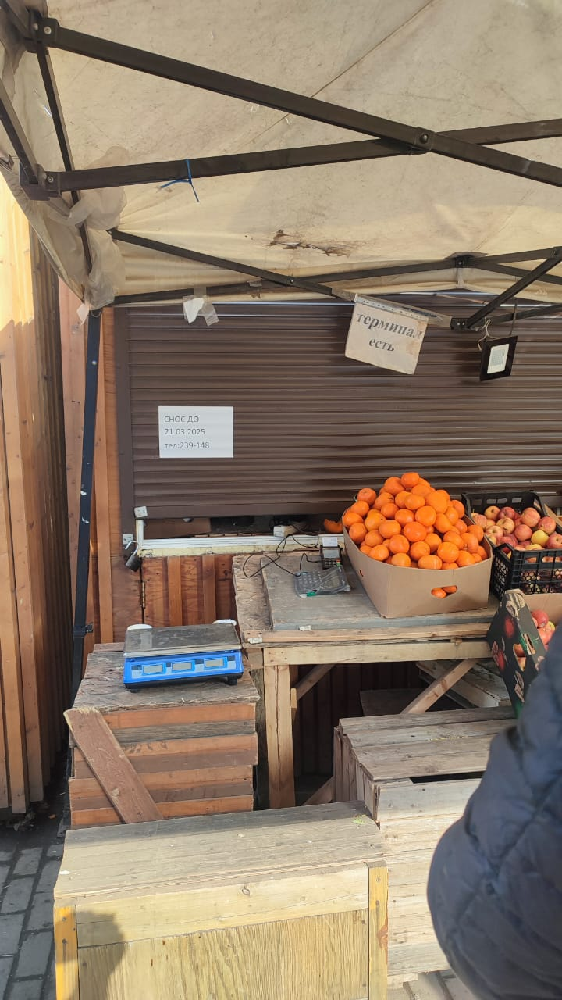 терминал
есть
СНОС ДО
21.03.2025
тел:239-148